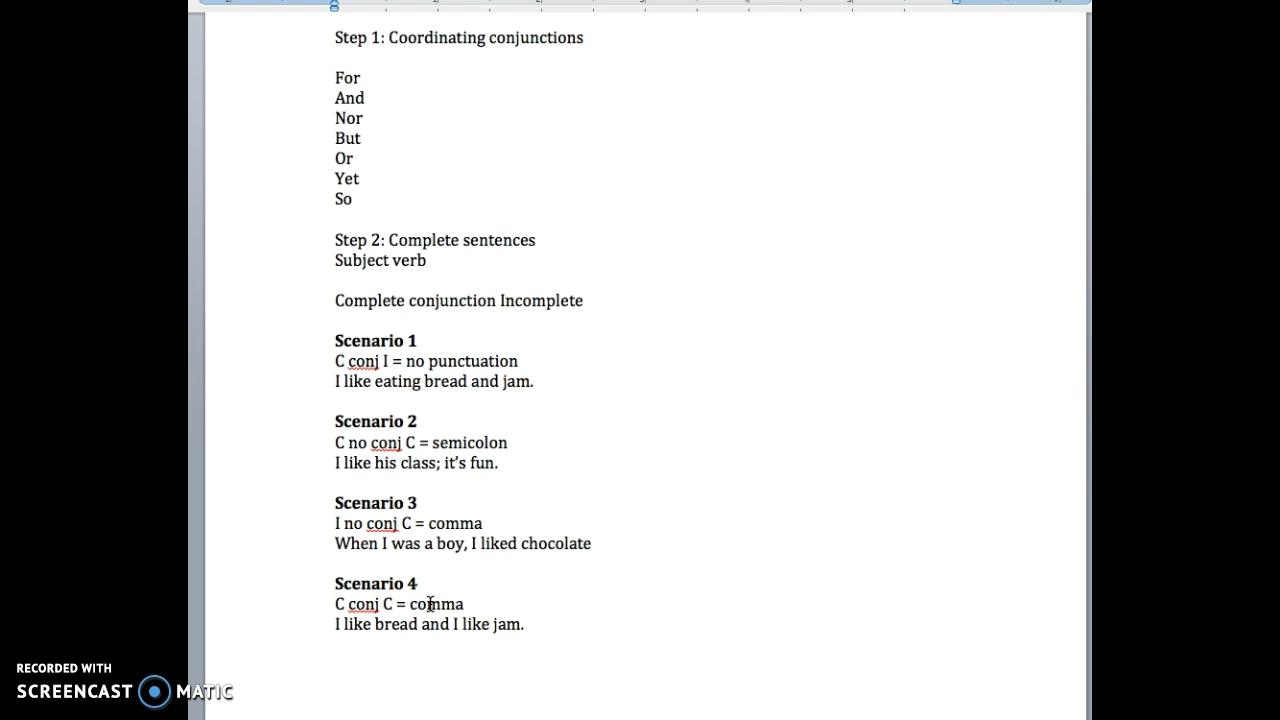 Step 1: Coordinating conjunctions
For
And
Nor
But
Or
Yet
So
Step 2: Complete sentences
Subject verb
Complete conjunction Incomplete
Scenario 1
C conj I = no punctuation
I like eating bread and jam.
Scenario 2
C no conj C = semicolon
I like his class; it's fun.
Scenario 3
I no conj C = comma
When I was a boy, I liked chocolate
Scenario 4
C conj C = comma
I like bread and I like jam.
RECORDED WITH
SCREENCAST MATIC